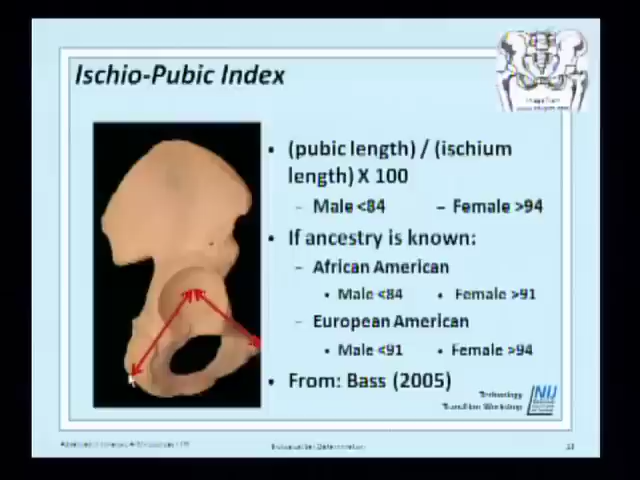 Ischio-Pubic Index
• (pubic length) / (ischium
length) X 100
– Male <84 – Female >94
• If ancestry is known:
– African American
• Male <84 • Female >91
– European American
• Male <91 • Female >94
• From: Bass (2005)
Technology
Transition Workshop
NIJ